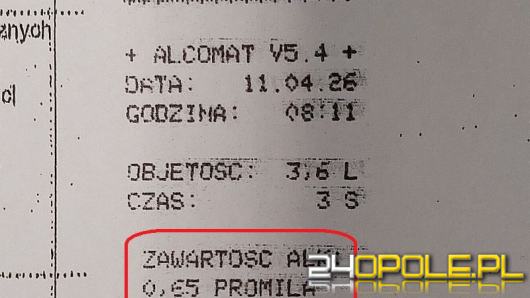 znych
cl
+ ALCOMAT V5.4 +
DATA: 11.04.26
GODZINA: 08:11
OBJETOSC: 3,6 L
CZAS: 3 S
ZAWARTOSC
0,65 PROMILA
24OPOLE.PL